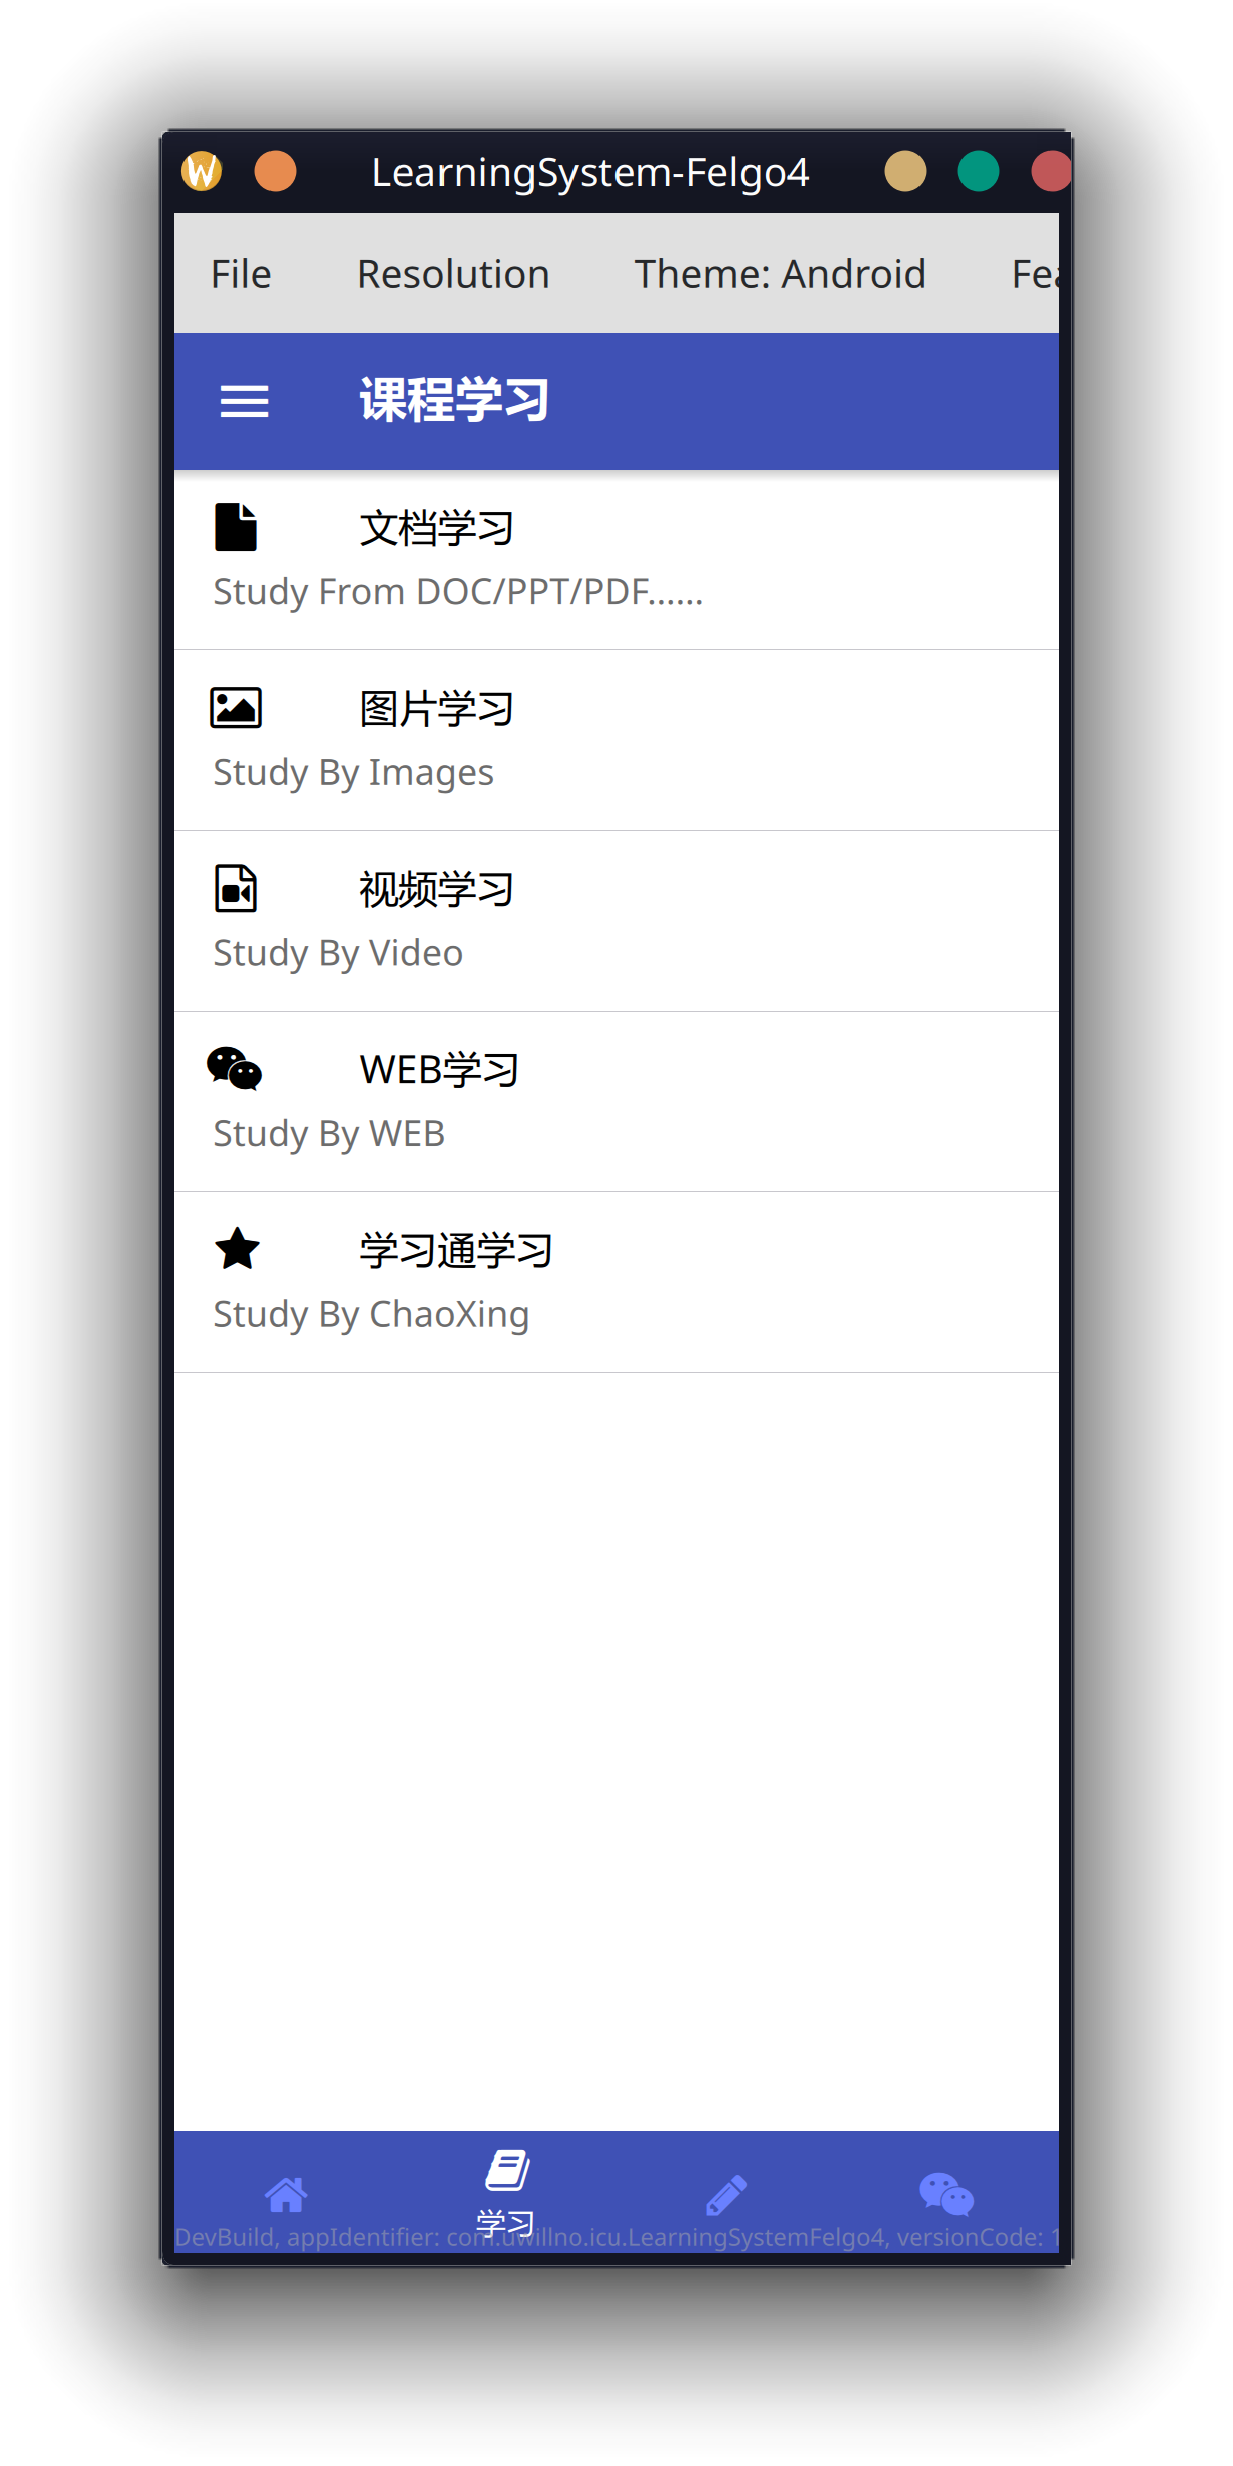 LearningSystem-Felgo4
File Resolution Theme: Android Fea
课程学习
文档学习
Study From DOC/PPT/PDF......
图片学习
Study By Images
视频学习
Study By Video
WEB学习
Study By WEB
学习通学习
Study By ChaoXing
学习
DevBuild, appIdentifier: com.uwillno.icu.LearningSystemFelgo4, versionCode: 1